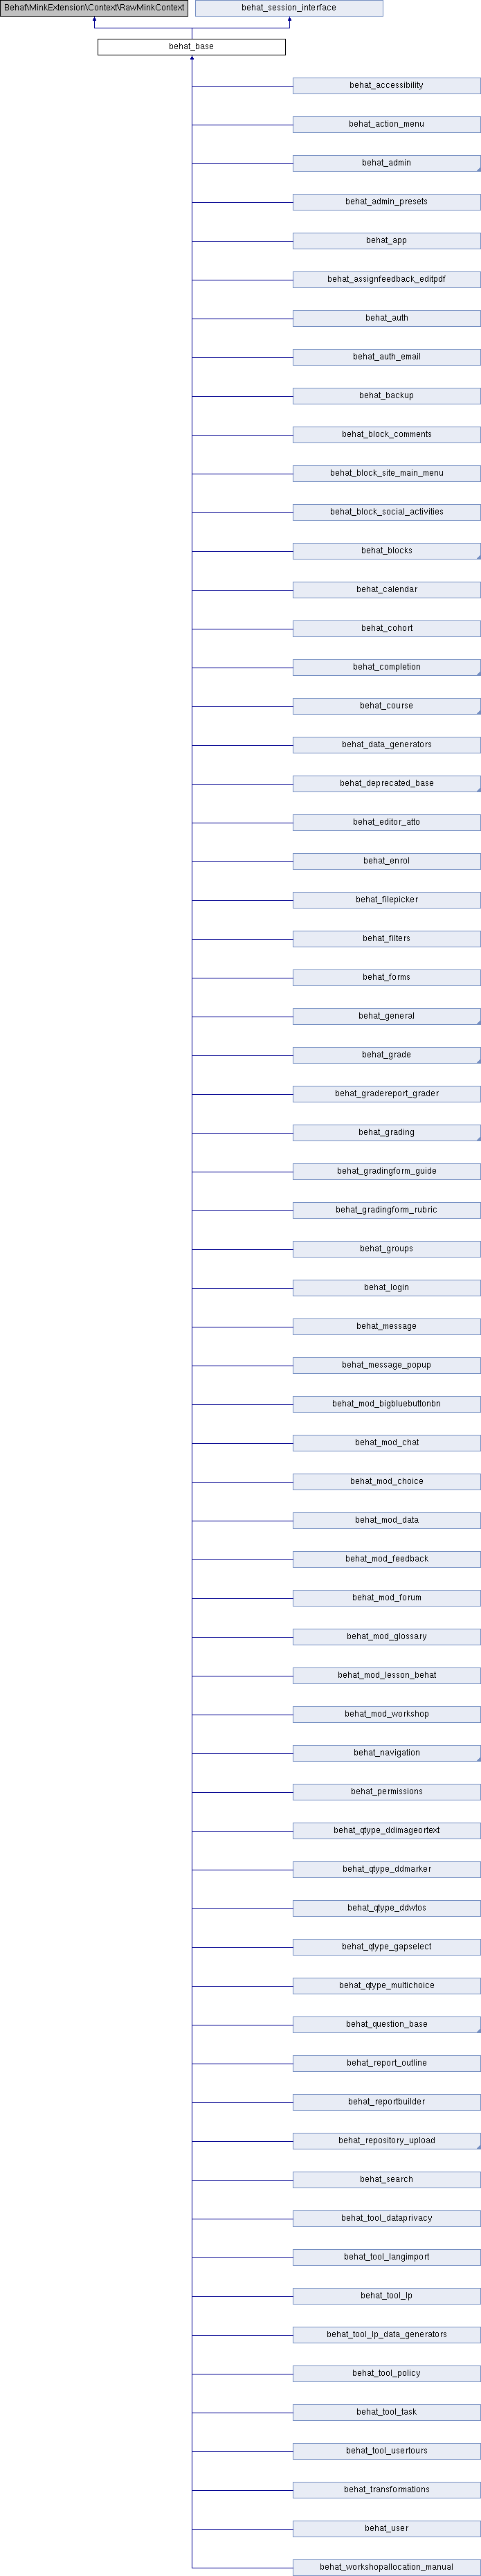 Behat\MinkExtension\Context\RawMinkContext
behat_session_interface
behat_base
behat_accessibility
behat_action_menu
behat_admin
behat_admin_presets
behat_app
behat_assignfeedback_editpdf
behat_auth
behat_auth_email
behat_backup
behat_block_comments
behat_block_site_main_menu
behat_block_social_activities
behat_blocks
behat_calendar
behat_cohort
behat_completion
behat_course
behat_data_generators
behat_deprecated_base
behat_editor_atto
behat_enrol
behat_filepicker
behat_filters
behat_forms
behat_general
behat_grade
behat_gradereport_grader
behat_grading
behat_gradingform_guide
behat_gradingform_rubric
behat_groups
behat_login
behat_message
behat_message_popup
behat_mod_bigbluebuttonbn
behat_mod_chat
behat_mod_choice
behat_mod_data
behat_mod_feedback
behat_mod_forum
behat_mod_glossary
behat_mod_lesson_behat
behat_mod_workshop
behat_navigation
behat_permissions
behat_qtype_ddimageortext
behat_qtype_ddmarker
behat_qtype_ddwtos
behat_qtype_gapselect
behat_qtype_multichoice
behat_question_base
behat_report_outline
behat_reportbuilder
behat_repository_upload
behat_search
behat_tool_dataprivacy
behat_tool_langimport
behat_tool_lp
behat_tool_lp_data_generators
behat_tool_policy
behat_tool_task
behat_tool_usertours
behat_transformations
behat_user
behat_workshopallocation_manual